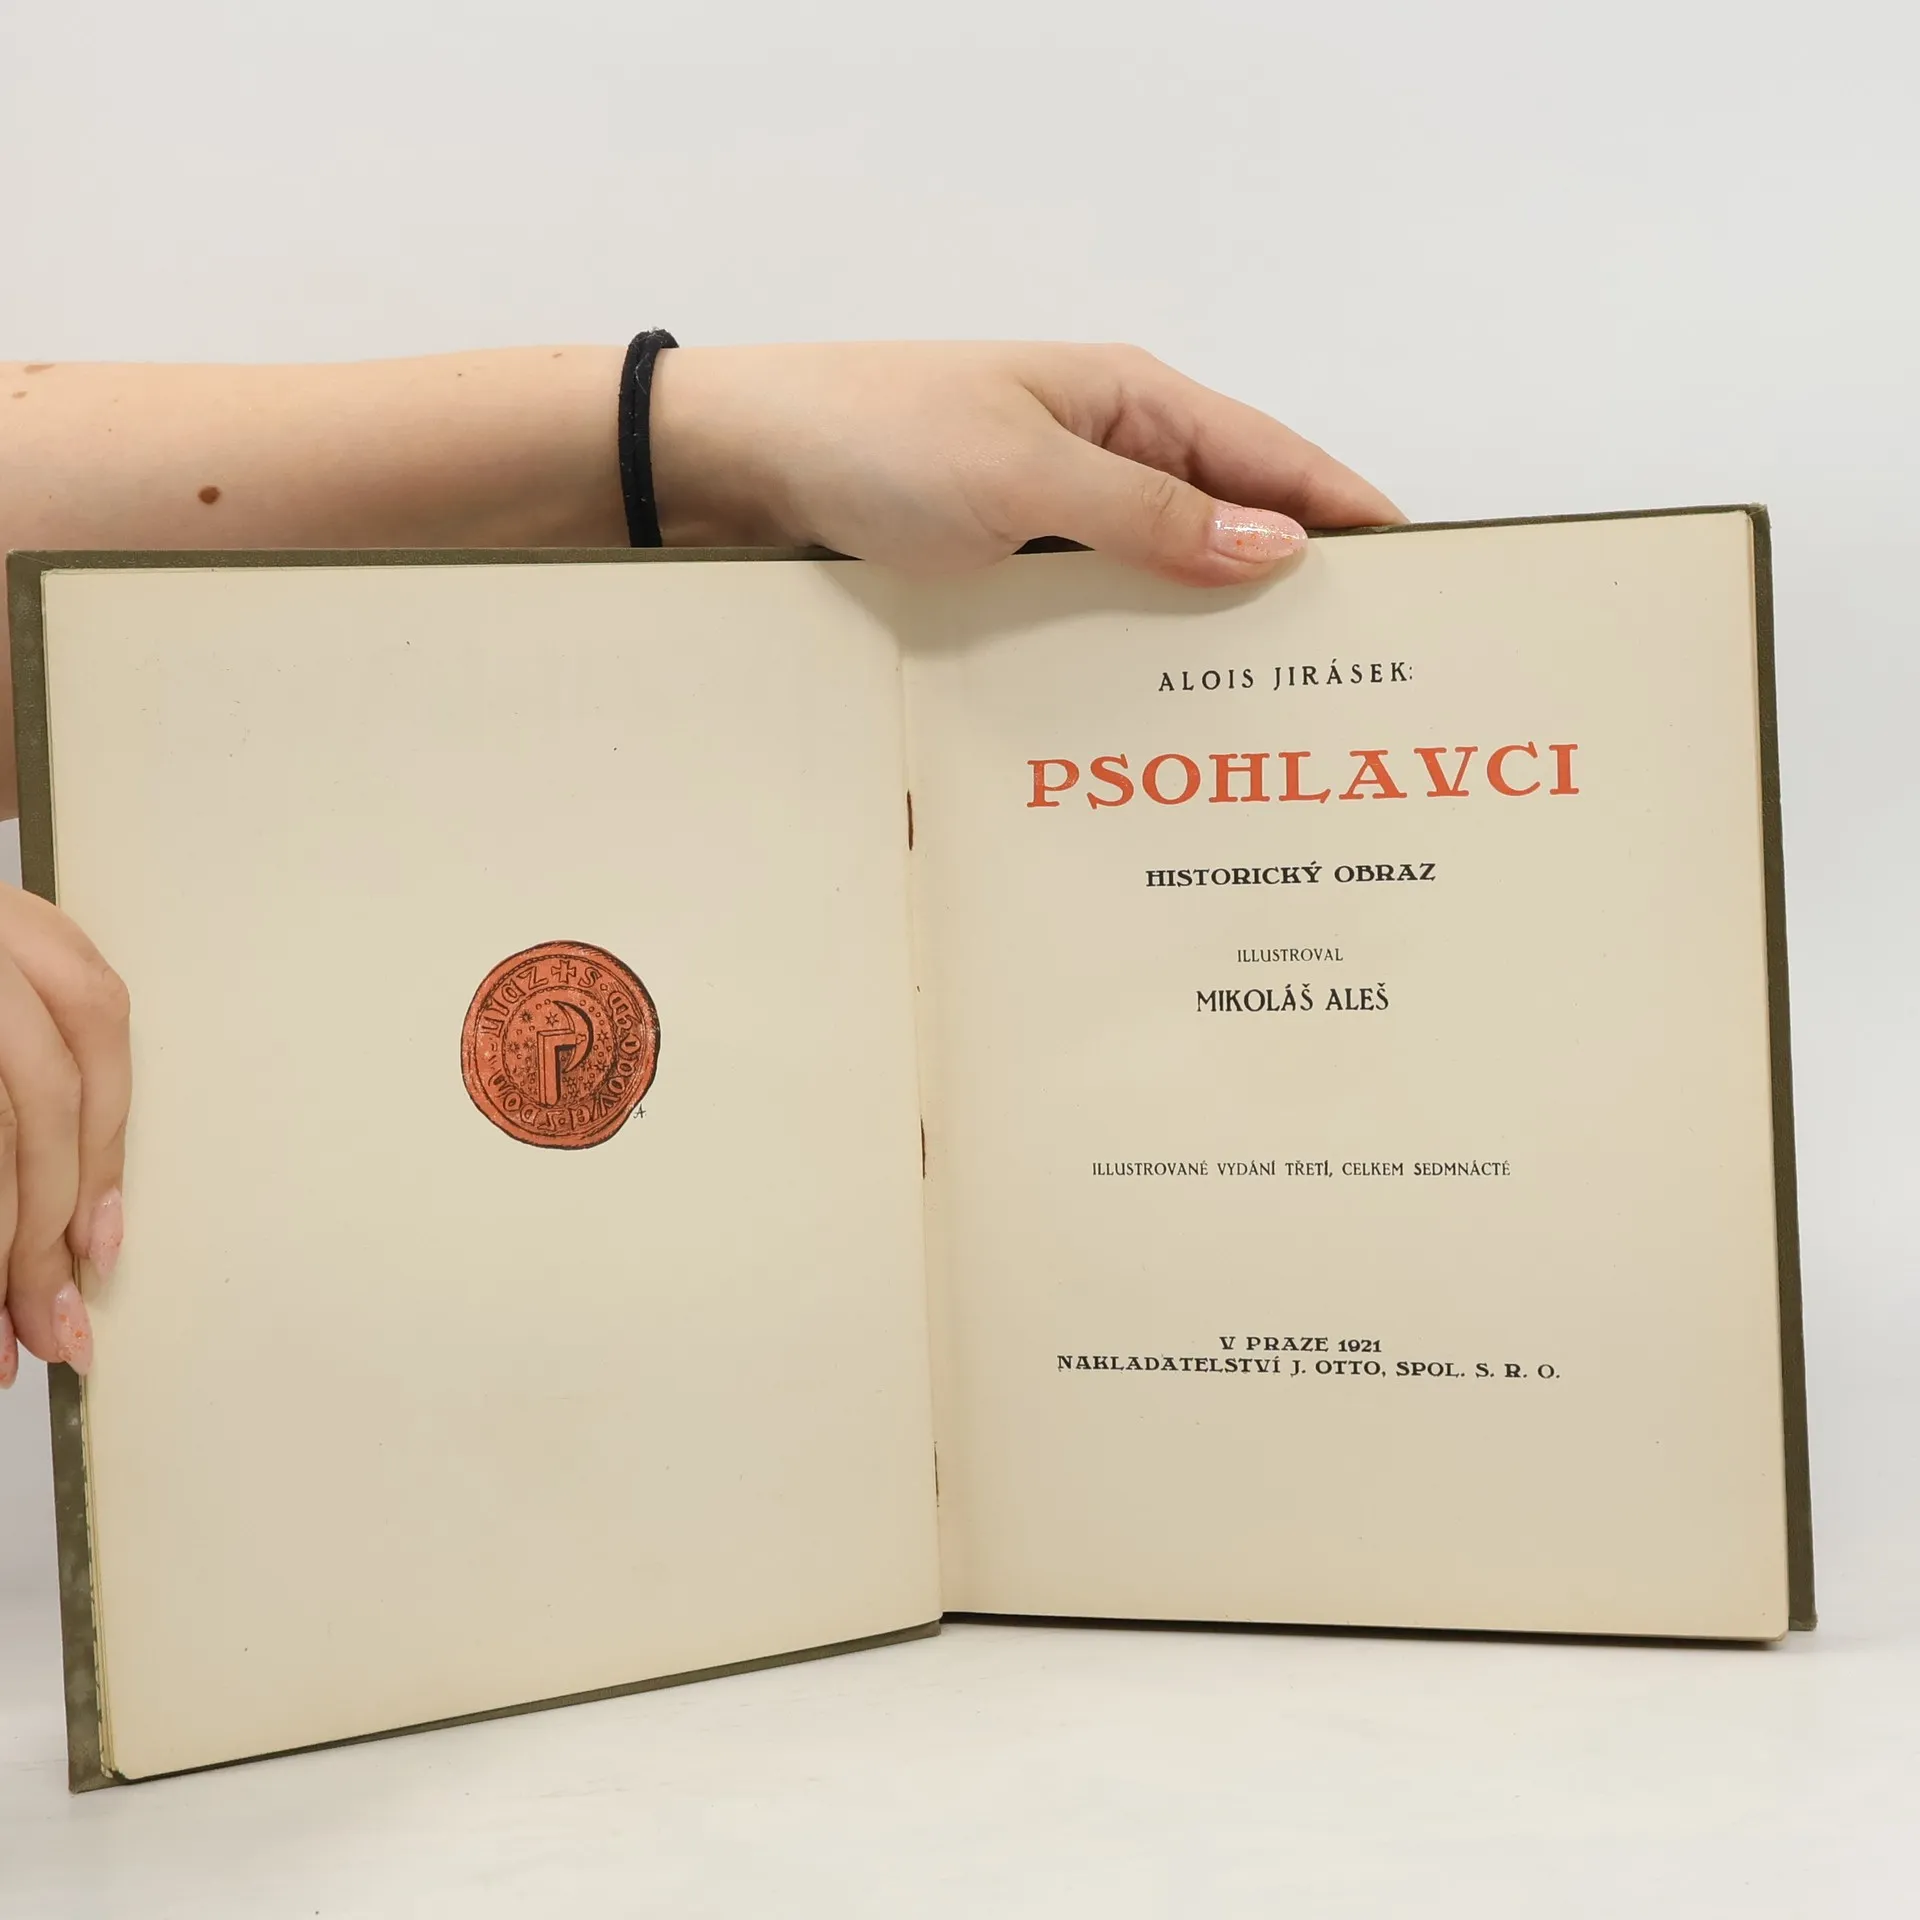 ALOIS JIRÁSEK:
PSOHLAVCI
HISTORICKÝ OBRAZ
ILLUSTROVAL
MIKOLÁŠ ALEŠ
ILLUSTROVANÉ VYDÁNÍ TŘETÍ, CELKEM SEDMNÁCTÉ
V PRAZE 1921
NAKLADATELSTVÍ J. OTTO, SPOL. S. R. O.